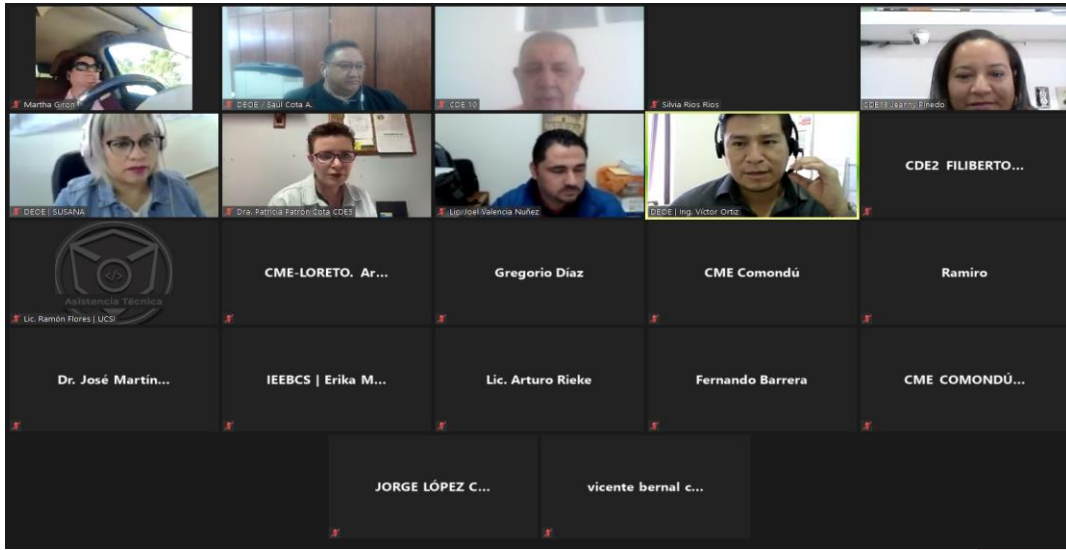 Martha Giron
DEOE / Saul Cota A.
CDE 10
Silvia Rios Rios
CDE13 Jeanny Pinedo
DEOE | SUSANA
Dra. Patricia Patrón Cota CDE5
Lic. Joel Valencia Nuñez
DEOE | Ing. Víctor Ortiz
CDE2 FILIBERTO...
</>
Asistencia Técnica
Lic. Ramón Flores | UCSI
CME-LORETO. Ar...
Gregorio Díaz
CME Comondú
Ramiro
Dr. José Martín...
IEEBCS | Erika M...
Lic. Arturo Rieke
Fernando Barrera
CME COMONDÚ...
JORGE LÓPEZ C...
vicente bernal c...